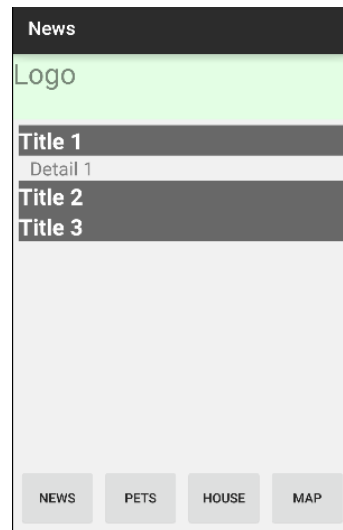 News
Logo
Title 1
Detail 1
Title 2
Title 3
NEWS PETS HOUSE MAP